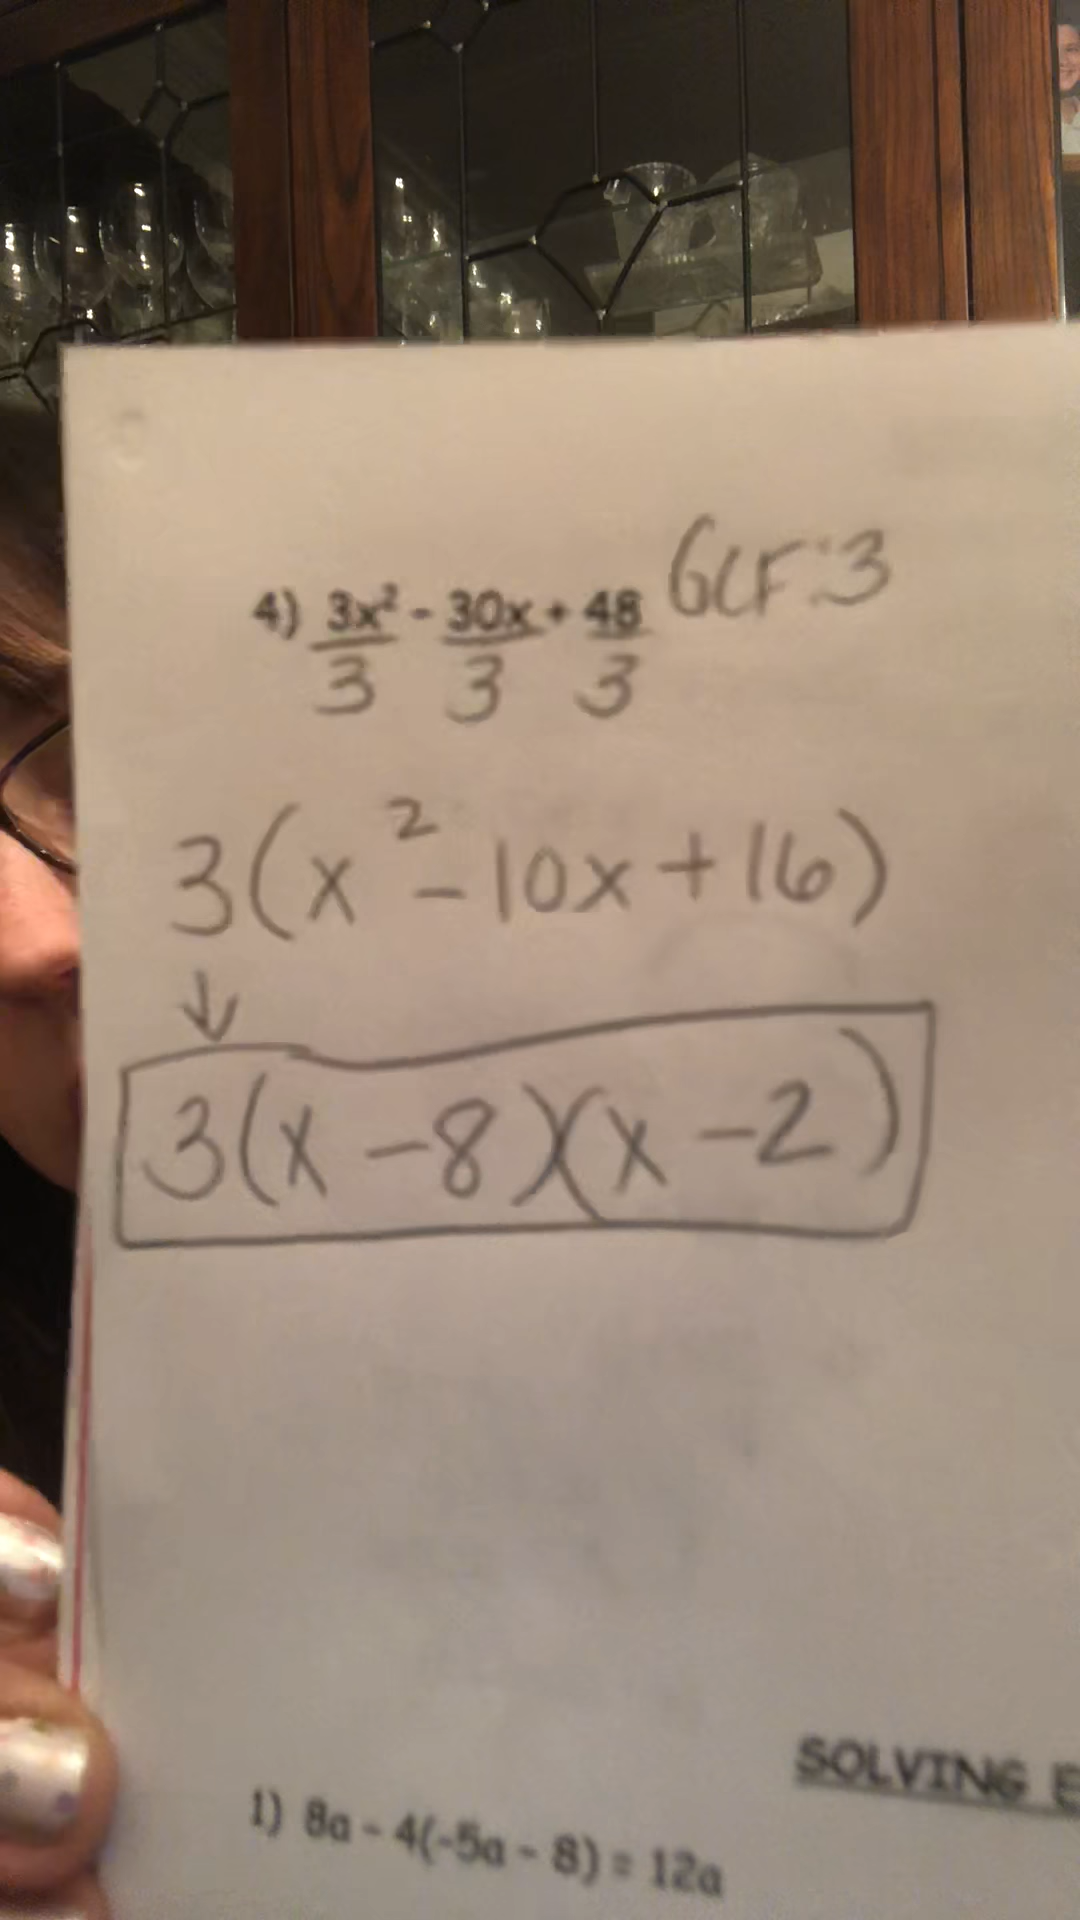 4) 3x² - 30x + 48 GCF:3
3 3 3
3(x² - 10x + 16)
↓
3(x - 8)(x - 2)
SOLVING E
1) 8a - 4(-5a - 8) = 12a